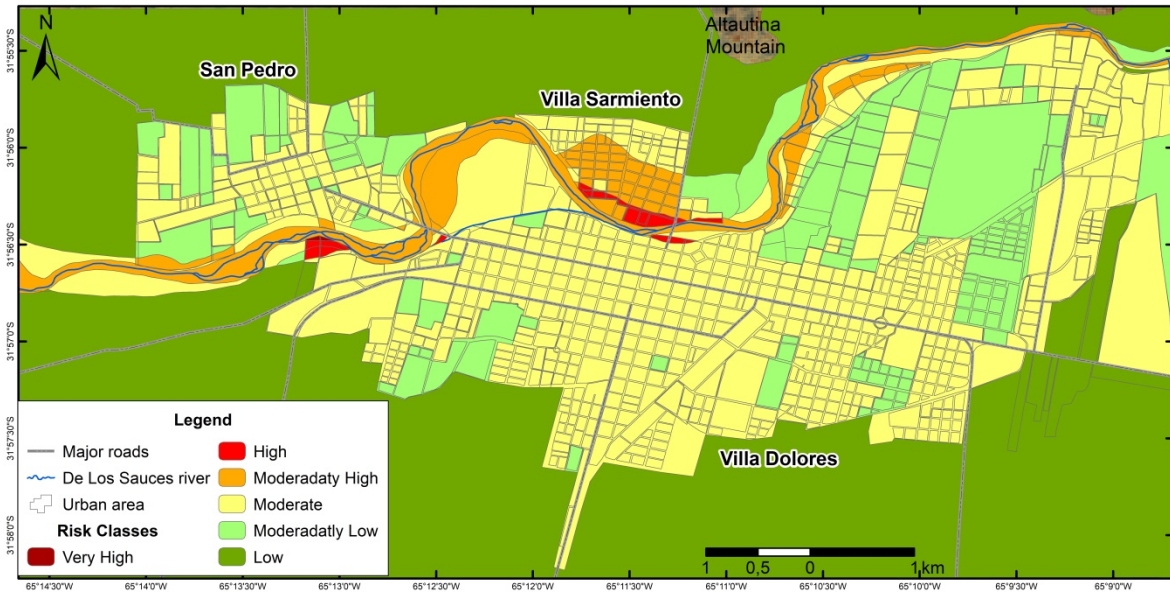 N
Altautina
Mountain
San Pedro
Villa Sarmiento
Villa Dolores
31°56'30"S
31°56'0"S
31°56'30"S
31°57'0"S
31°57'30"S
31°58'0"S
Legend
Major roads
De Los Sauces river
Urban area
Risk Classes
Very High
High
Moderadaty High
Moderate
Moderadatly Low
Low
1 0,5 0 1 km
65°14'30"W 65°14'0"W 65°13'30"W 65°13'0"W 65°12'30"W 65°12'0"W 65°11'30"W 65°11'0"W 65°10'30"W 65°10'0"W 65°9'30"W 65°9'0"W